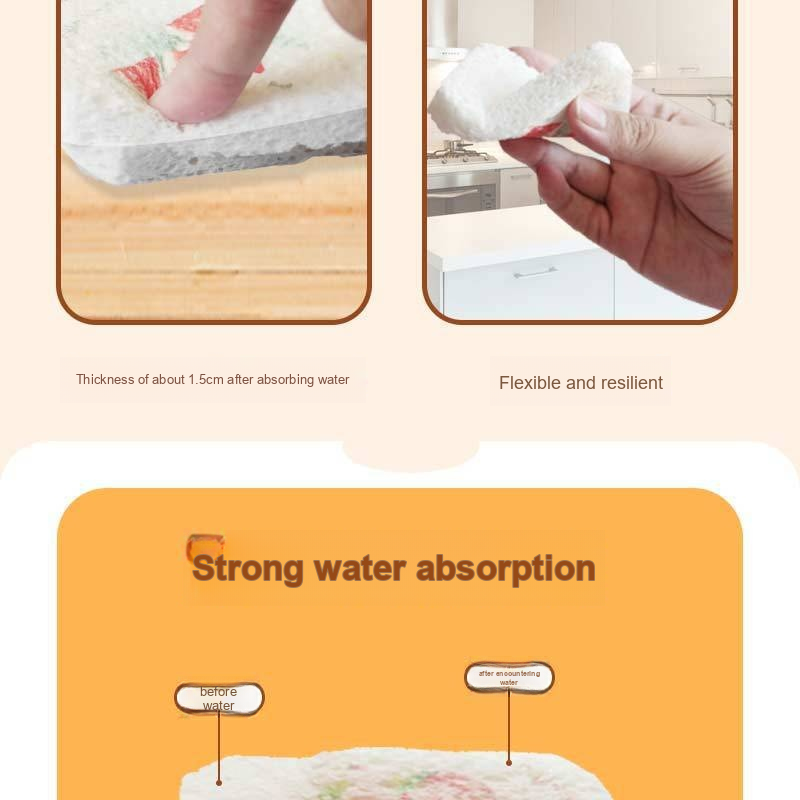 Thickness of about 1.5cm after absorbing water
Flexible and resilient
Strong water absorption
before
water
after encountering
water